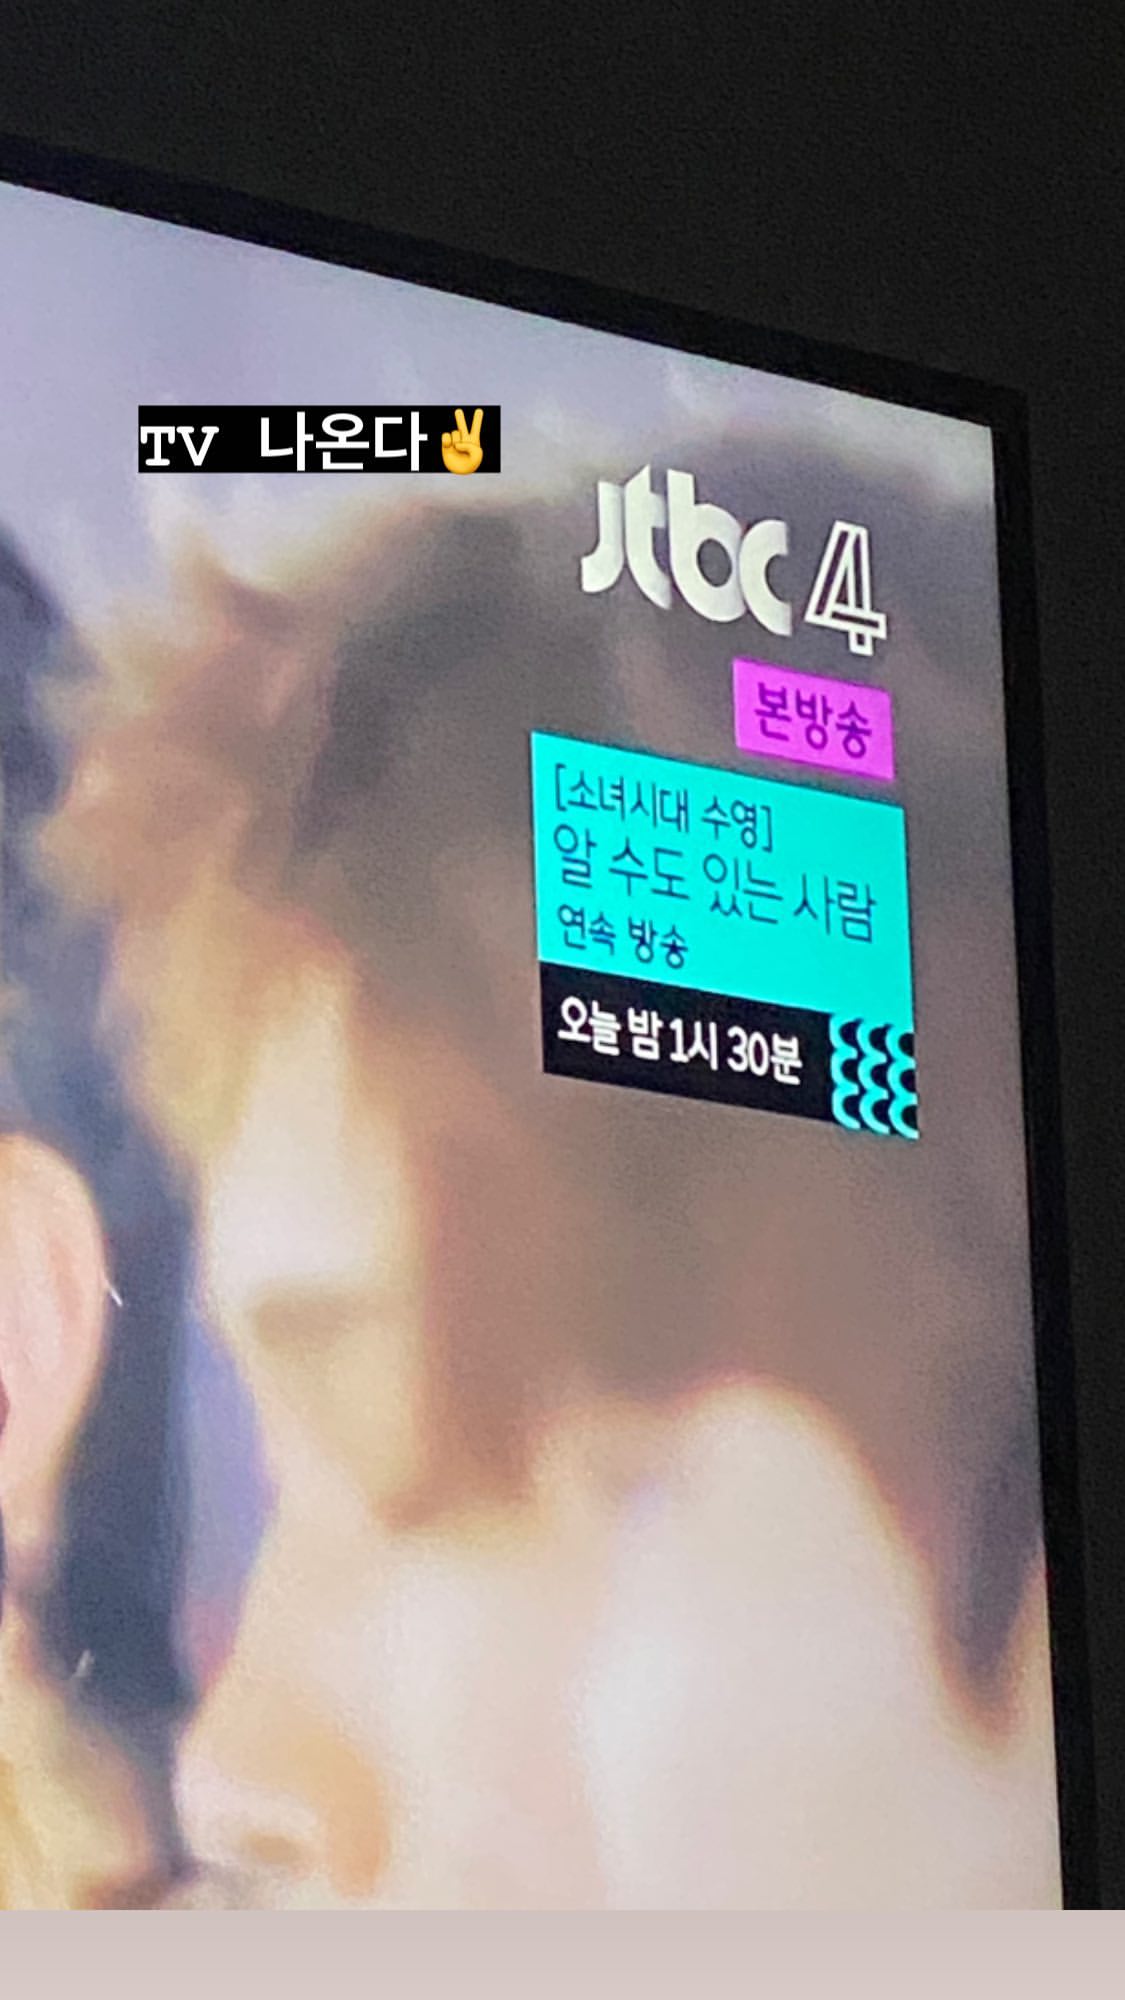 TV 나온다✌️
jtbc 4
본방송
[소녀시대 수영]
알 수도 있는 사람
연속 방송
오늘 밤 1시 30분